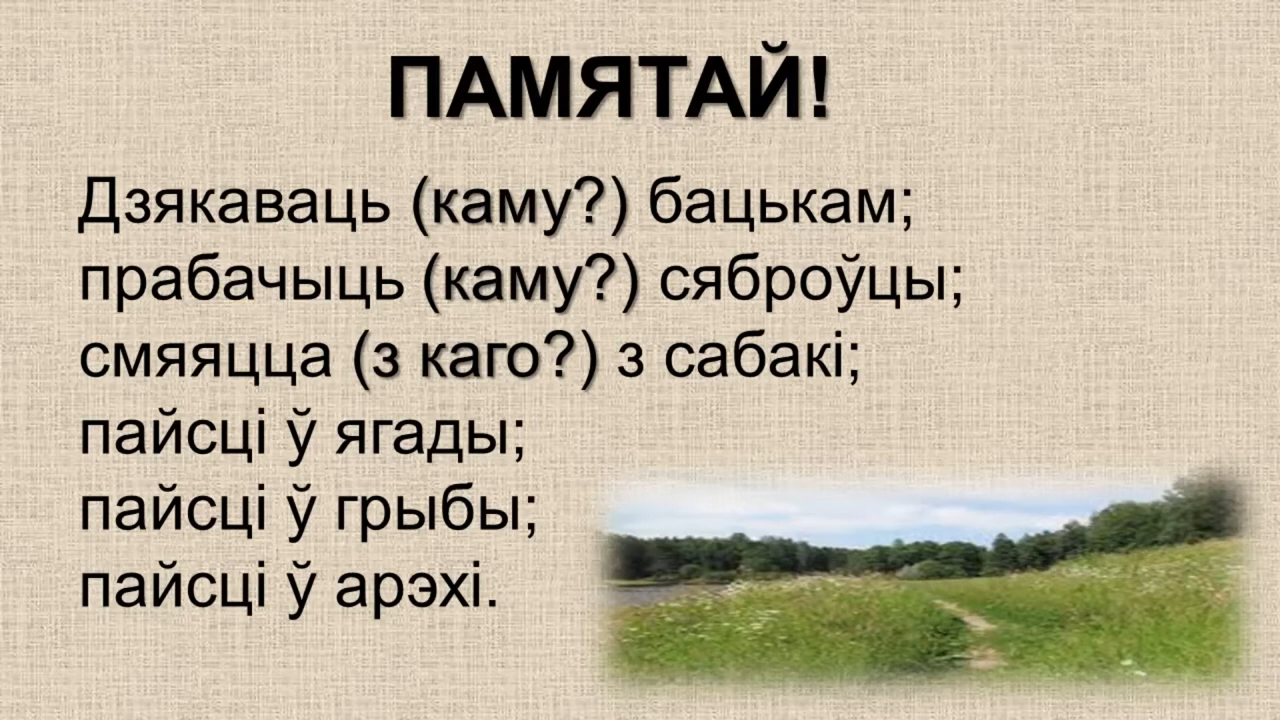 ПАМЯТАЙ!
Дзякаваць (каму?) бацькам;
прабачыць (каму?) сяброўцы;
смяяцца (з каго?) з сабакі;
пайсці ў ягады;
пайсці ў грыбы;
пайсці ў арэхі.